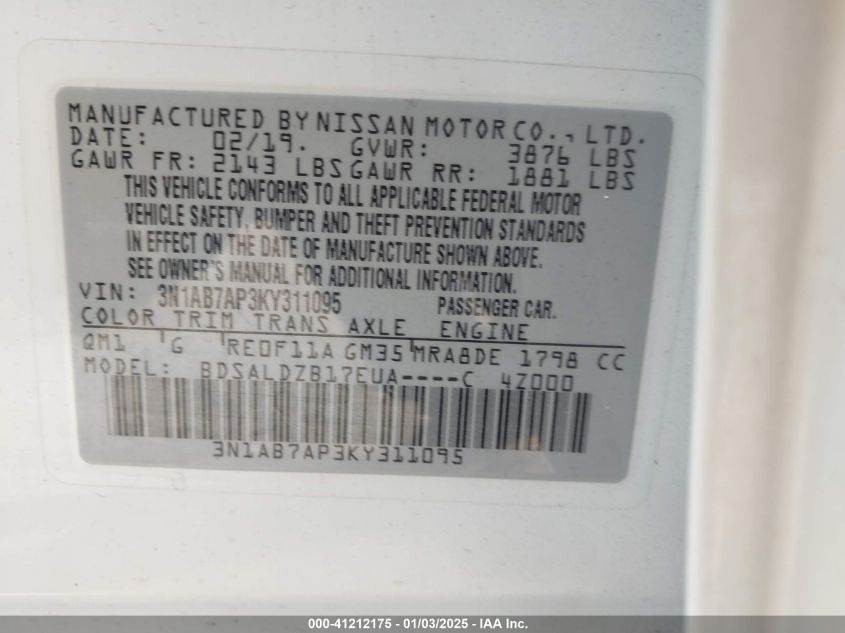 MANUFACTURED BY NISSAN MOTOR CO., LTD.
DATE: 02/19. GVWR: 3876 LBS
GAWR FR: 2143 LBS GAWR RR: 1881 LBS
THIS VEHICLE CONFORMS TO ALL APPLICABLE FEDERAL MOTOR
VEHICLE SAFETY, BUMPER AND THEFT PREVENTION STANDARDS
IN EFFECT ON THE DATE OF MANUFACTURE SHOWN ABOVE.
SEE OWNER'S MANUAL FOR ADDITIONAL INFORMATION.
VIN: 3N1AB7AP3KY311095 PASSENGER CAR.
COLOR TRIM TRANS AXLE ENGINE
QM1 G RE0F11A GM35 MRA8DE 1798 CC
MODEL: BDSALDZB17EUA----C 4Z000
3N1AB7AP3KY311095
000-41212175 - 01/03/2025 - IAA Inc.